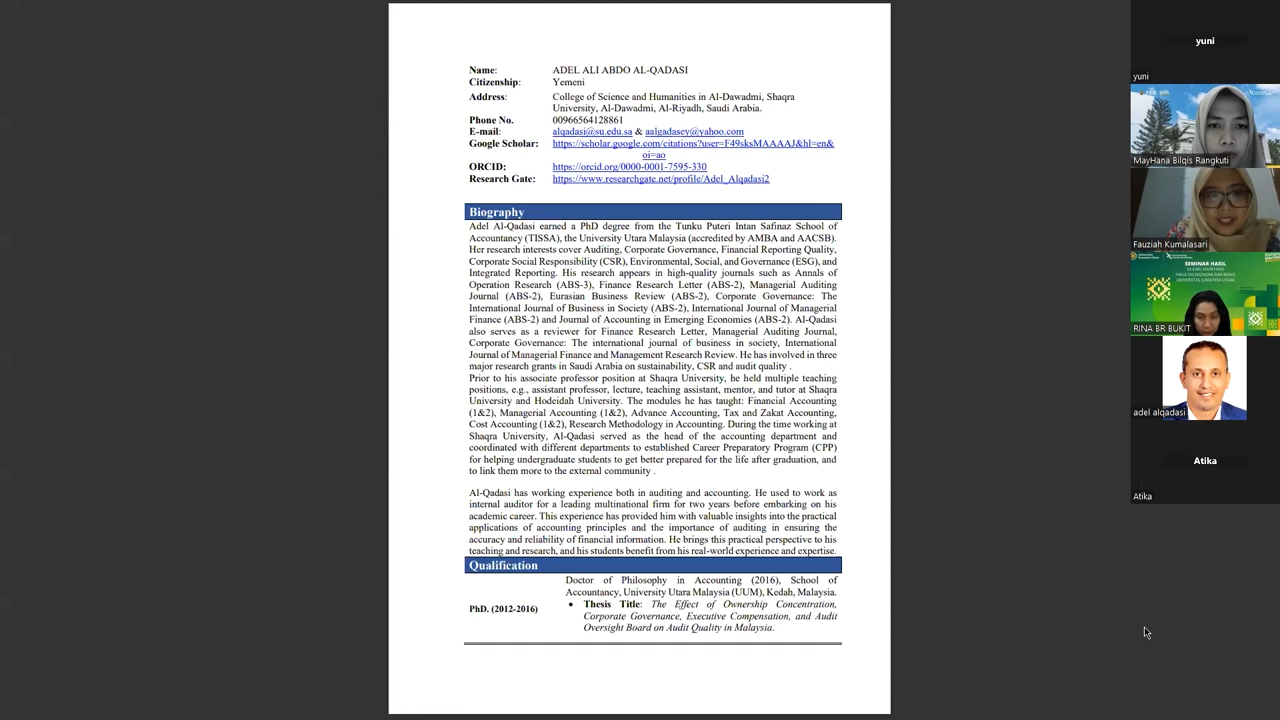 Name: ADEL ALI ABDO AL-QADASI
Citizenship: Yemeni
Address: College of Science and Humanities in Al-Dawadmi, Shaqra
University, Al-Dawadmi, Al-Riyadh, Saudi Arabia.
Phone No. 00966564128861
E-mail: alqadasi@su.edu.sa & aalgadasey@yahoo.com
Google Scholar: https://scholar.google.com/citations?user=F49sksMAAAAJ&hl=en&
oi=ao
ORCID: https://orcid.org/0000-0001-7595-330
Research Gate: https://www.researchgate.net/profile/Adel_Alqadasi2
Biography
Adel Al-Qadasi earned a PhD degree from the Tunku Puteri Intan Safinaz School of
Accountancy (TISSA), the University Utara Malaysia (accredited by AMBA and AACSB).
Her research interests cover Auditing, Corporate Governance, Financial Reporting Quality,
Corporate Social Responsibility (CSR), Environmental, Social, and Governance (ESG), and
Integrated Reporting. His research appears in high-quality journals such as Annals of
Operation Research (ABS-3), Finance Research Letter (ABS-2), Managerial Auditing
Journal (ABS-2), Eurasian Business Review (ABS-2), Corporate Governance: The
International Journal of Business in Society (ABS-2), International Journal of Managerial
Finance (ABS-2) and Journal of Accounting in Emerging Economies (ABS-2). Al-Qadasi
also serves as a reviewer for Finance Research Letter, Managerial Auditing Journal,
Corporate Governance: The international journal of business in society, International
Journal of Managerial Finance and Management Research Review. He has involved in three
major research grants in Saudi Arabia on sustainability, CSR and audit quality .
Prior to his associate professor position at Shaqra University, he held multiple teaching
positions, e.g., assistant professor, lecture, teaching assistant, mentor, and tutor at Shaqra
University and Hodeidah University. The modules he has taught: Financial Accounting
(1&2), Managerial Accounting (1&2), Advance Accounting, Tax and Zakat Accounting,
Cost Accounting (1&2), Research Methodology in Accounting. During the time working at
Shaqra University, Al-Qadasi served as the head of the accounting department and
coordinated with different departments to established Career Preparatory Program (CPP)
for helping undergraduate students to get better prepared for the life after graduation, and
to link them more to the external community .
Al-Qadasi has working experience both in auditing and accounting. He used to work as
internal auditor for a leading multinational firm for two years before embarking on his
academic career. This experience has provided him with valuable insights into the practical
applications of accounting principles and the importance of auditing in ensuring the
accuracy and reliability of financial information. He brings this practical perspective to his
teaching and research, and his students benefit from his real-world experience and expertise.
Qualification
PhD. (2012-2016)
Doctor of Philosophy in Accounting (2016), School of
Accountancy, University Utara Malaysia (UUM), Kedah, Malaysia.
• Thesis Title: The Effect of Ownership Concentration,
Corporate Governance, Executive Compensation, and Audit
Oversight Board on Audit Quality in Malaysia.
yuni
yuni
MayHana Bilqis Rangkuti
Fauziah Kumalasari
SEMINAR HASIL
S3 ILMU AKUNTANSI
FAKULTAS EKONOMI DAN BISNIS
UNIVERSITAS SUMATERA UTARA
RINA BR BUKIT
adel alqadasi
Atika
Atika